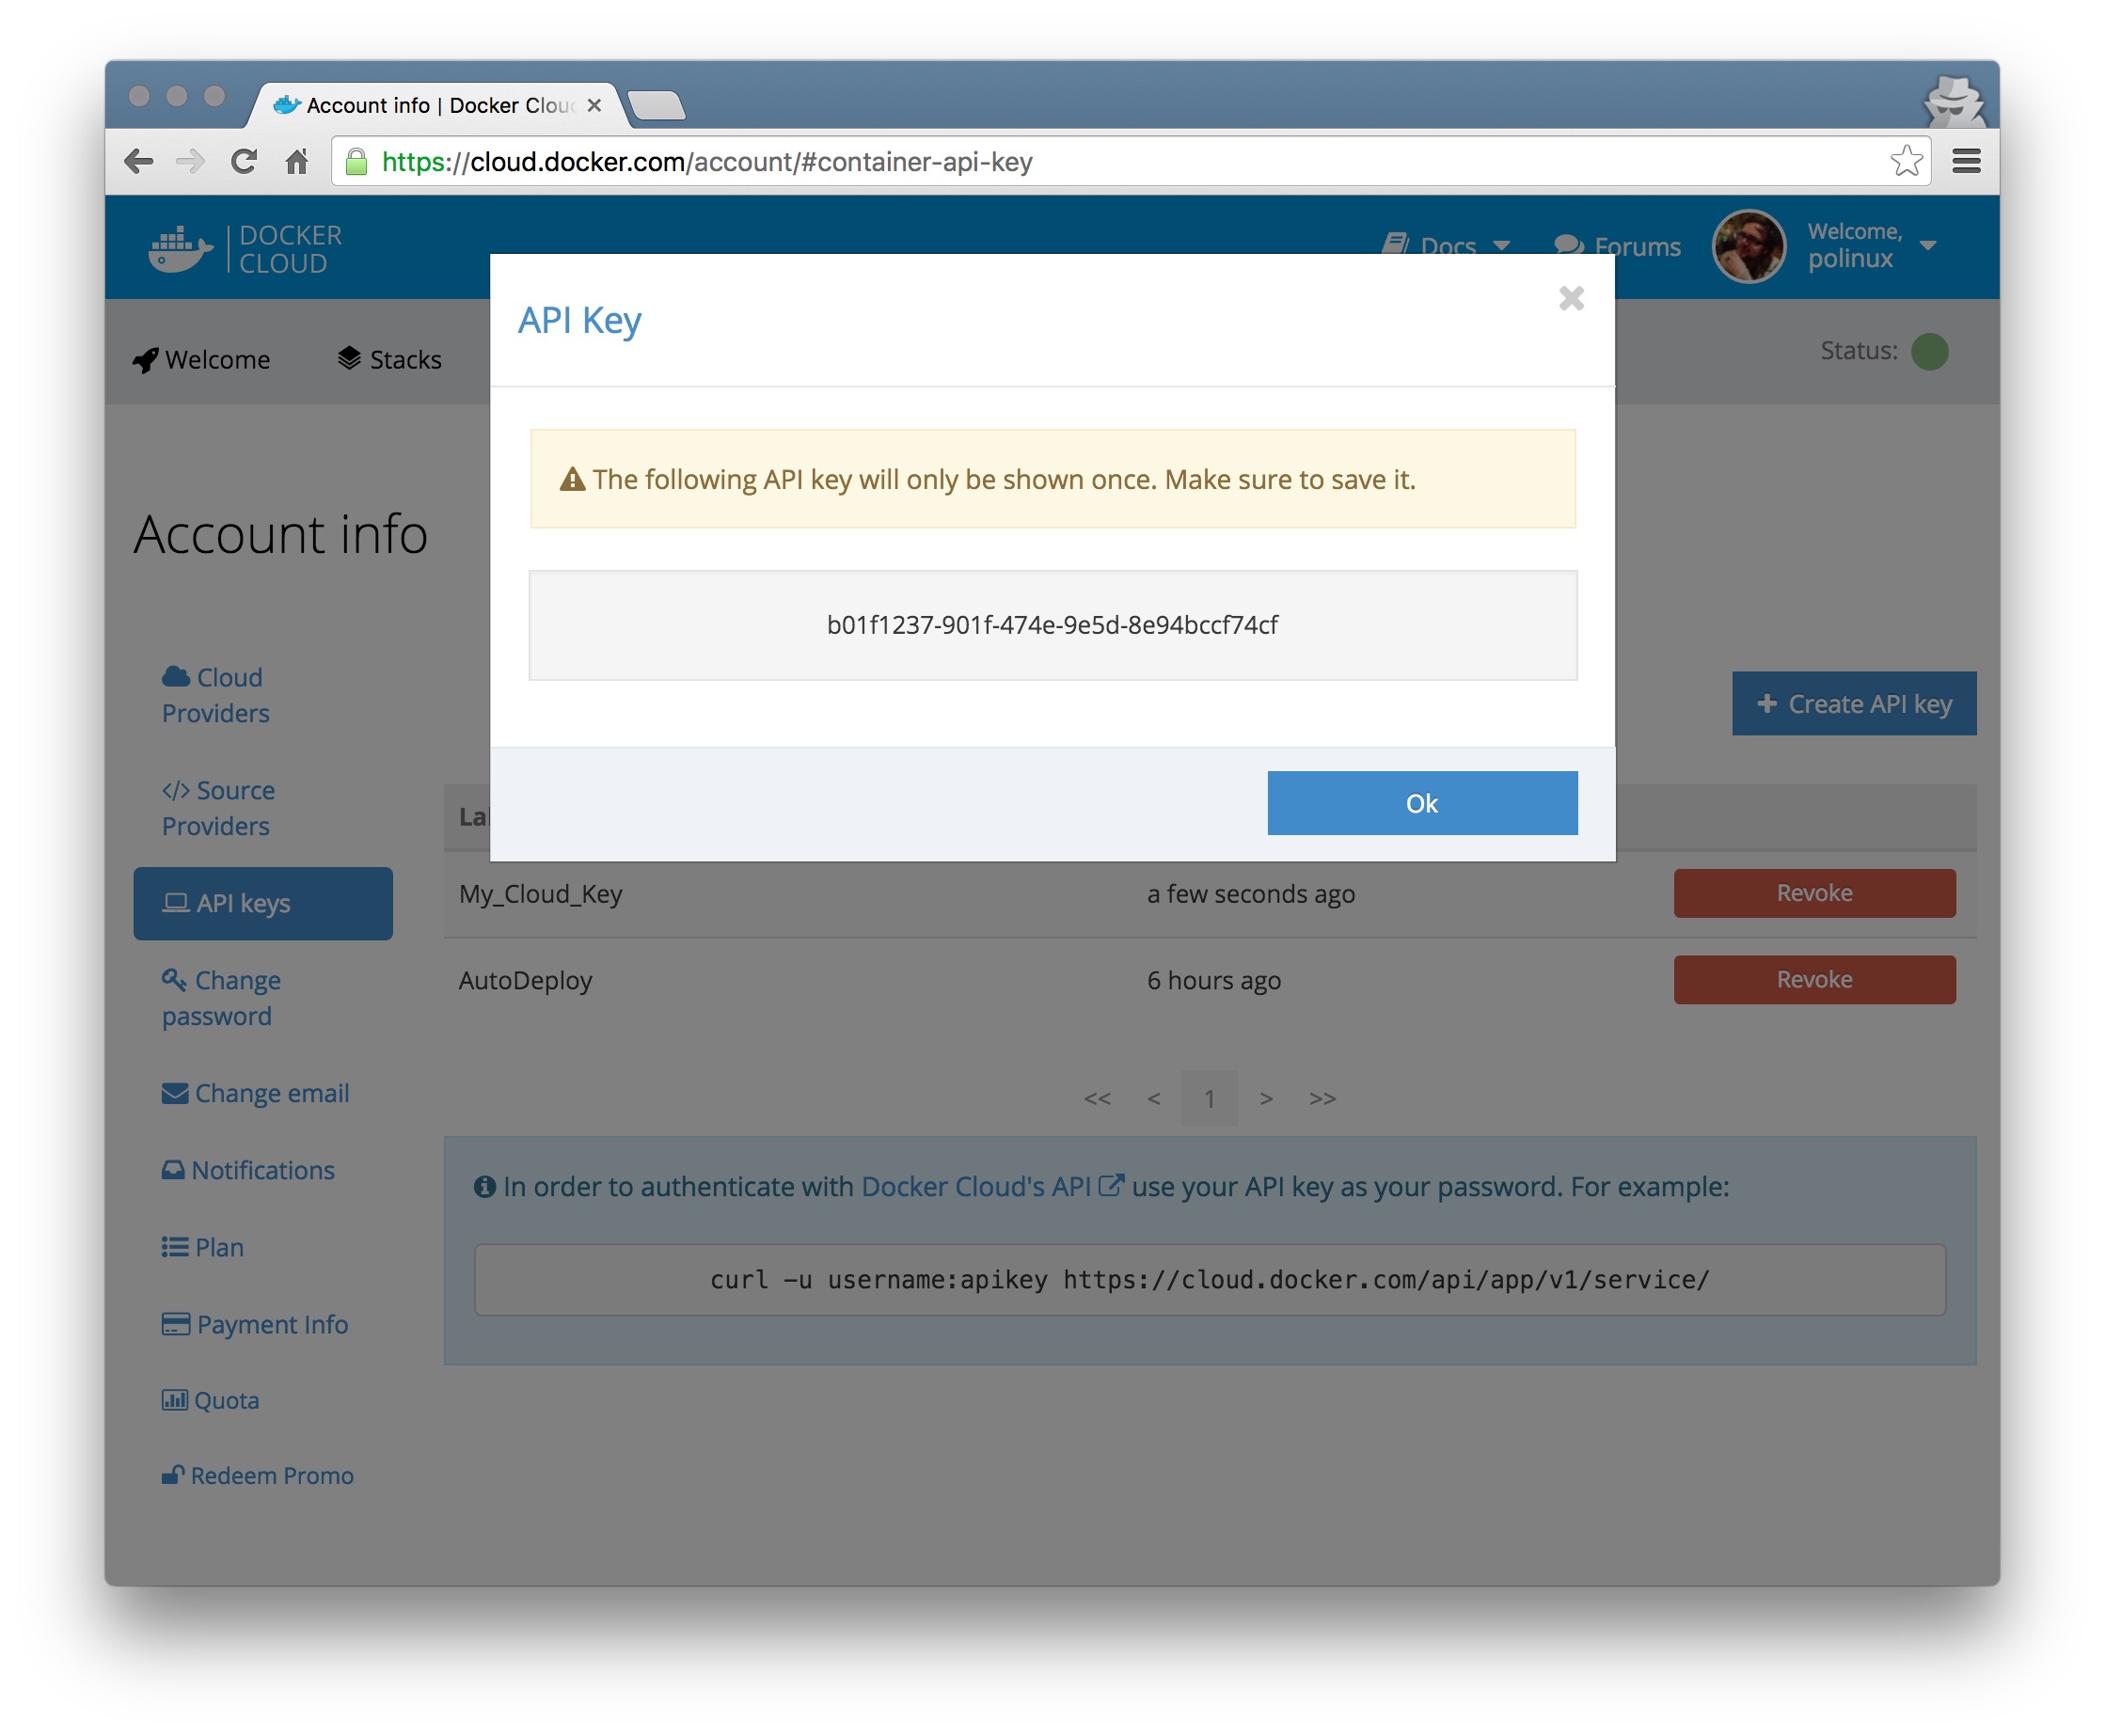 Account info | Docker Clou
https://cloud.docker.com/account/#container-api-key
DOCKER
CLOUD
Docs
Forums
Welcome,
polinux
API Key
Welcome
Stacks
Status:
The following API key will only be shown once. Make sure to save it.
Account info
b01f1237-901f-474e-9e5d-8e94bccf74cf
Cloud
Providers
Create API key
Source
Providers
Ok
La
API keys
My_Cloud_Key
a few seconds ago
Revoke
AutoDeploy
6 hours ago
Revoke
Change
password
Change email
<< < 1 > >>
Notifications
In order to authenticate with Docker Cloud's API use your API key as your password. For example:
Plan
curl -u username:apikey https://cloud.docker.com/api/app/v1/service/
Payment Info
Quota
Redeem Promo